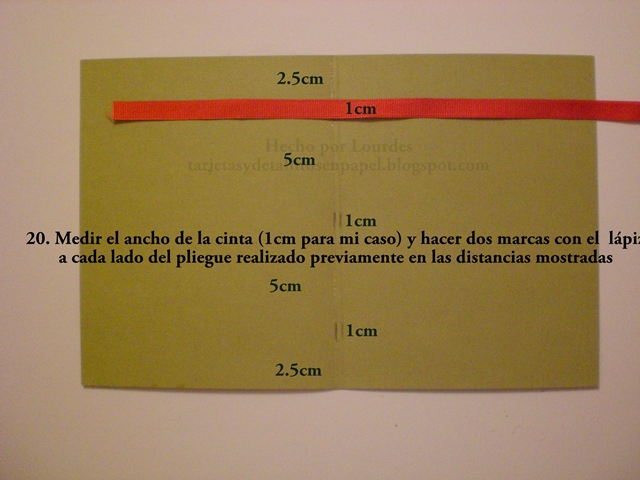 2.5cm
1cm
Hecho por Lourdes
tarjetasydetallitosenpapel.blogspot.com
5cm
1cm
20. Medir el ancho de la cinta (1cm para mi caso) y hacer dos marcas con el lápiz
a cada lado del pliegue realizado previamente en las distancias mostradas
5cm
1cm
2.5cm